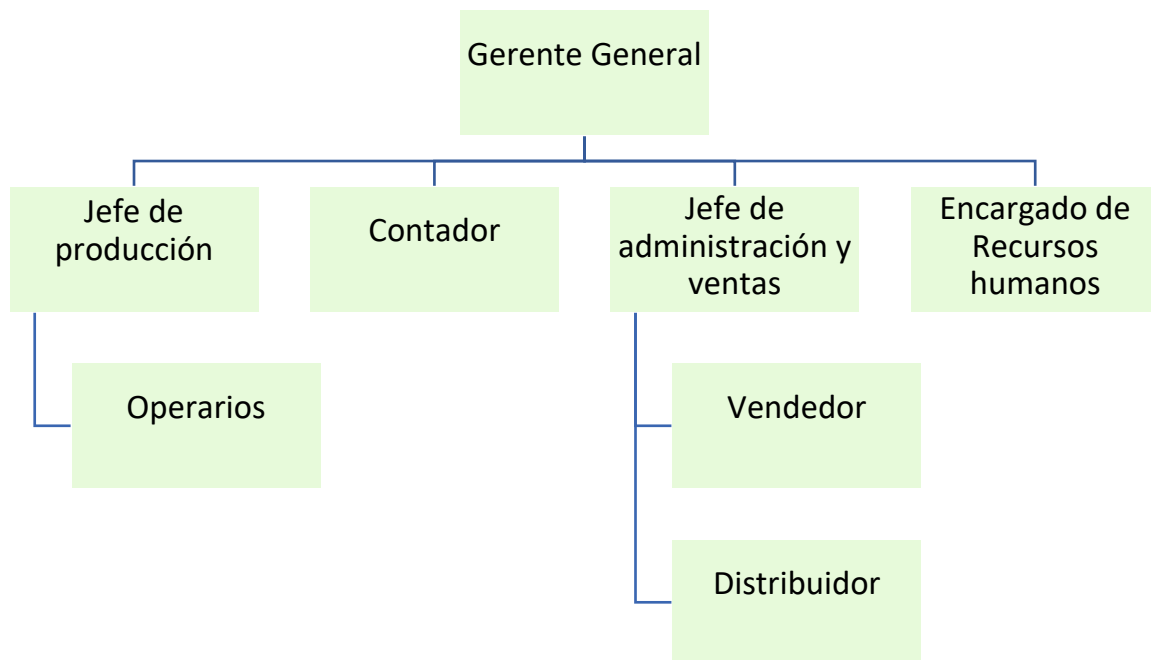 Gerente General
Jefe de
producción
Contador
Jefe de
administración y
ventas
Encargado de
Recursos
humanos
Operarios
Vendedor
Distribuidor